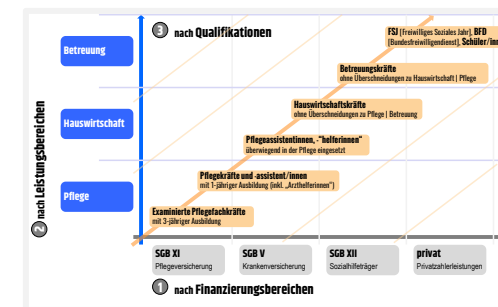 3 nach Qualifikationen
FSJ (Freiwilliges Soziales Jahr), BFD
(Bundesfreiwilligendienst), Schüler/inn
Betreuung
Betreuungskräfte
ohne Überschneidungen zu Hauswirtschaft | Pflege
Hauswirtschaftskräfte
ohne Überschneidungen zu Pflege | Betreuung
Hauswirtschaft
Pflegeassistentinnen, -"helferinnen"
überwiegend in der Pflege eingesetzt
Pflegekräfte und -assistent/innen
mit 1-jähriger Ausbildung (inkl. „Arzthelferinnen")
Pflege
Examinierte Pflegefachkräfte
mit 3-jähriger Ausbildung
2 nach Leistungsbereichen
SGB XI
Pflegeversicherung
SGB V
Krankenversicherung
SGB XII
Sozialhilfeträger
privat
Privatzahlerleistungen
1 nach Finanzierungsbereichen